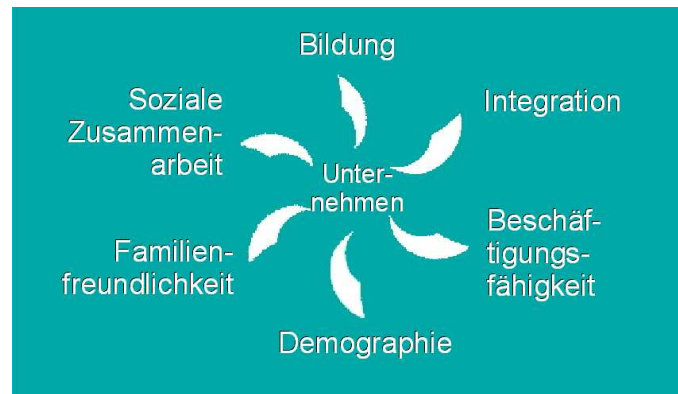 Bildung
Integration
Soziale
Zusammen-
arbeit
Unter-
nehmen
Beschäf-
tigungs-
fähigkeit
Familien-
freundlichkeit
Demographie